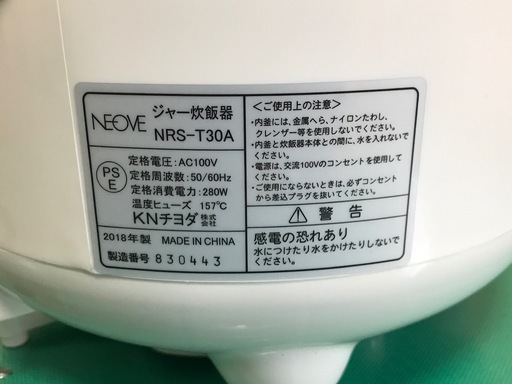 NEOVE
ジャー炊飯器
NRS-T30A
PS
E
定格電圧:AC100V
定格周波数:50/60Hz
定格消費電力:280W
温度ヒューズ 157℃
KNチヨダ株式会社
2018年製 MADE IN CHINA
製造番号 830443
<ご使用上の注意>
・内釜には、金属へら、ナイロンたわし、
クレンザー等を使用しないでください。
・内釜と炊飯器本体との間に、水を入れないで
ください。
・電源は、交流100Vのコンセントを使用して
ください。
・ご使用にならないときは、必ずコンセント
から差込プラグを抜いてください。
⚠ 警告
感電の恐れあり
水につけたり水をかけたりしないで
ください。